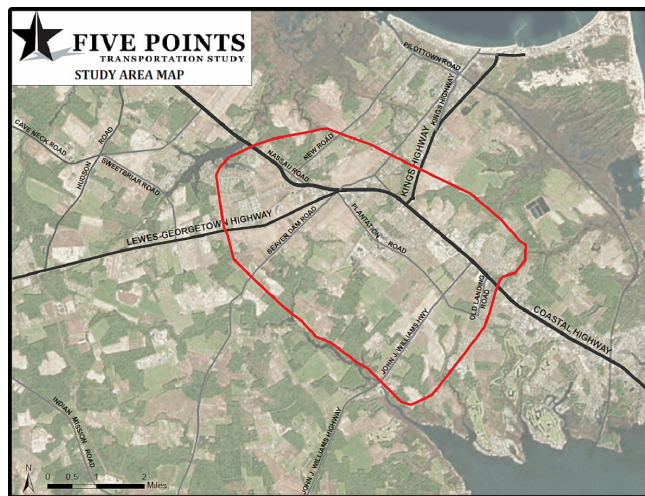 FIVE POINTS
TRANSPORTATION STUDY
STUDY AREA MAP
PILOTTOWN ROAD
KINGS HIGHWAY
KINGS HIGHWAY
NEW ROAD
NASSAU ROAD
CAVE NECK ROAD
HUDSON ROAD
SWEETBRIAR ROAD
LEWES-GEORGETOWN HIGHWAY
BEAVER DAM ROAD
PLANTATION ROAD
OLD LANDING
ROAD
COASTAL HIGHWAY
JOHN J. WILLIAMS HWY
JOHN J. WILLIAMS HWY
INDIAN MISSION ROAD
N
0 0.5 1 2
Miles